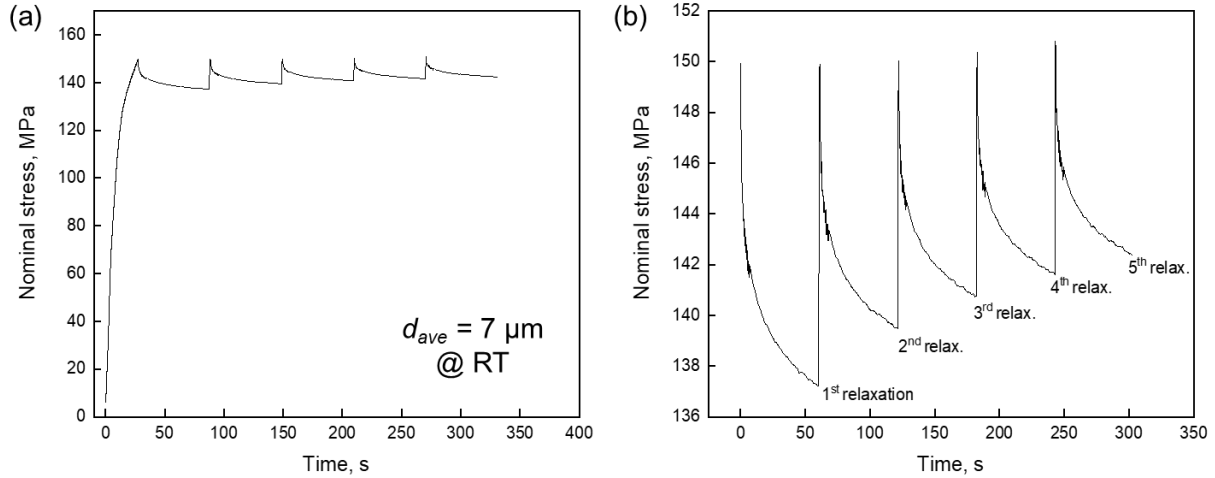 (a)
160
140
120
100
80
60
40
20
0
Nominal stress, MPa
d_ave = 7 µm
@ RT
0 50 100 150 200 250 300 350 400
Time, s
(b)
152
150
148
146
144
142
140
138
136
Nominal stress, MPa
1st relaxation
2nd relax.
3rd relax.
4th relax.
5th relax.
0 50 100 150 200 250 300 350
Time, s